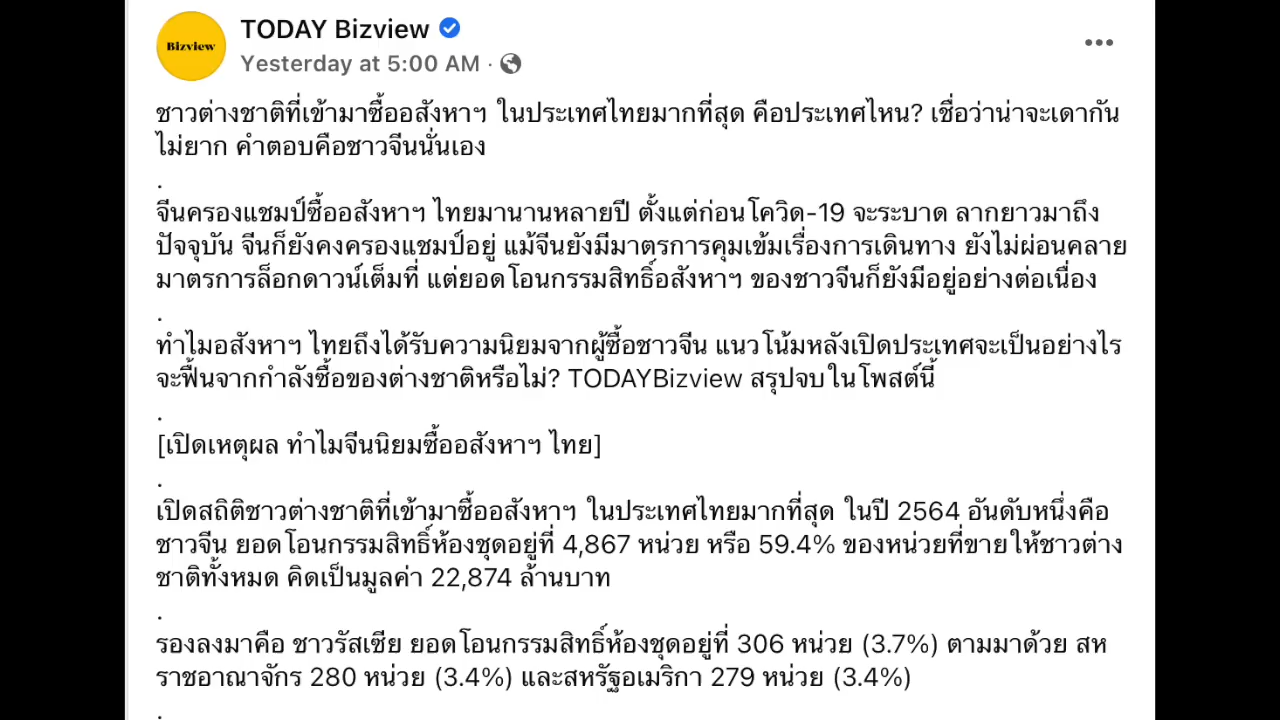 Bizview
TODAY Bizview
Yesterday at 5:00 AM ·
ชาวต่างชาติที่เข้ามาซื้ออสังหาฯ ในประเทศไทยมากที่สุด คือประเทศไหน? เชื่อว่าน่าจะเดากัน
ไม่ยาก คำตอบคือชาวจีนนั่นเอง
.
จีนครองแชมป์ซื้ออสังหาฯ ไทยมานานหลายปี ตั้งแต่ก่อนโควิด-19 จะระบาด ลากยาวมาถึง
ปัจจุบัน จีนก็ยังคงครองแชมป์อยู่ แม้จีนยังมีมาตรการคุมเข้มเรื่องการเดินทาง ยังไม่ผ่อนคลาย
มาตรการล็อกดาวน์เต็มที่ แต่ยอดโอนกรรมสิทธิ์อสังหาฯ ของชาวจีนก็ยังมีอยู่อย่างต่อเนื่อง
.
ทำไมอสังหาฯ ไทยถึงได้รับความนิยมจากผู้ซื้อชาวจีน แนวโน้มหลังเปิดประเทศจะเป็นอย่างไร
จะฟื้นจากกำลังซื้อของต่างชาติหรือไม่? TODAYBizview สรุปจบในโพสต์นี้
.
[เปิดเหตุผล ทำไมจีนนิยมซื้ออสังหาฯ ไทย]
.
เปิดสถิติชาวต่างชาติที่เข้ามาซื้ออสังหาฯ ในประเทศไทยมากที่สุด ในปี 2564 อันดับหนึ่งคือ
ชาวจีน ยอดโอนกรรมสิทธิ์ห้องชุดอยู่ที่ 4,867 หน่วย หรือ 59.4% ของหน่วยที่ขายให้ชาวต่าง
ชาติทั้งหมด คิดเป็นมูลค่า 22,874 ล้านบาท
.
รองลงมาคือ ชาวรัสเซีย ยอดโอนกรรมสิทธิ์ห้องชุดอยู่ที่ 306 หน่วย (3.7%) ตามมาด้วย สห
ราชอาณาจักร 280 หน่วย (3.4%) และสหรัฐอเมริกา 279 หน่วย (3.4%)
.